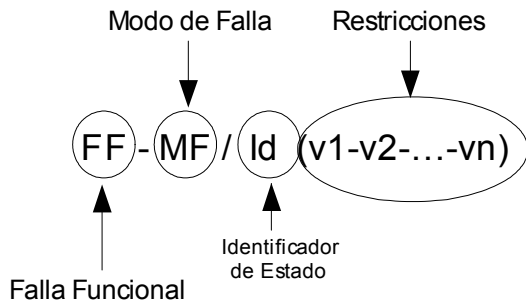 Modo de Falla Restricciones
FF - MF / Id (v1-v2-…-vn)
Identificador
de Estado
Falla Funcional